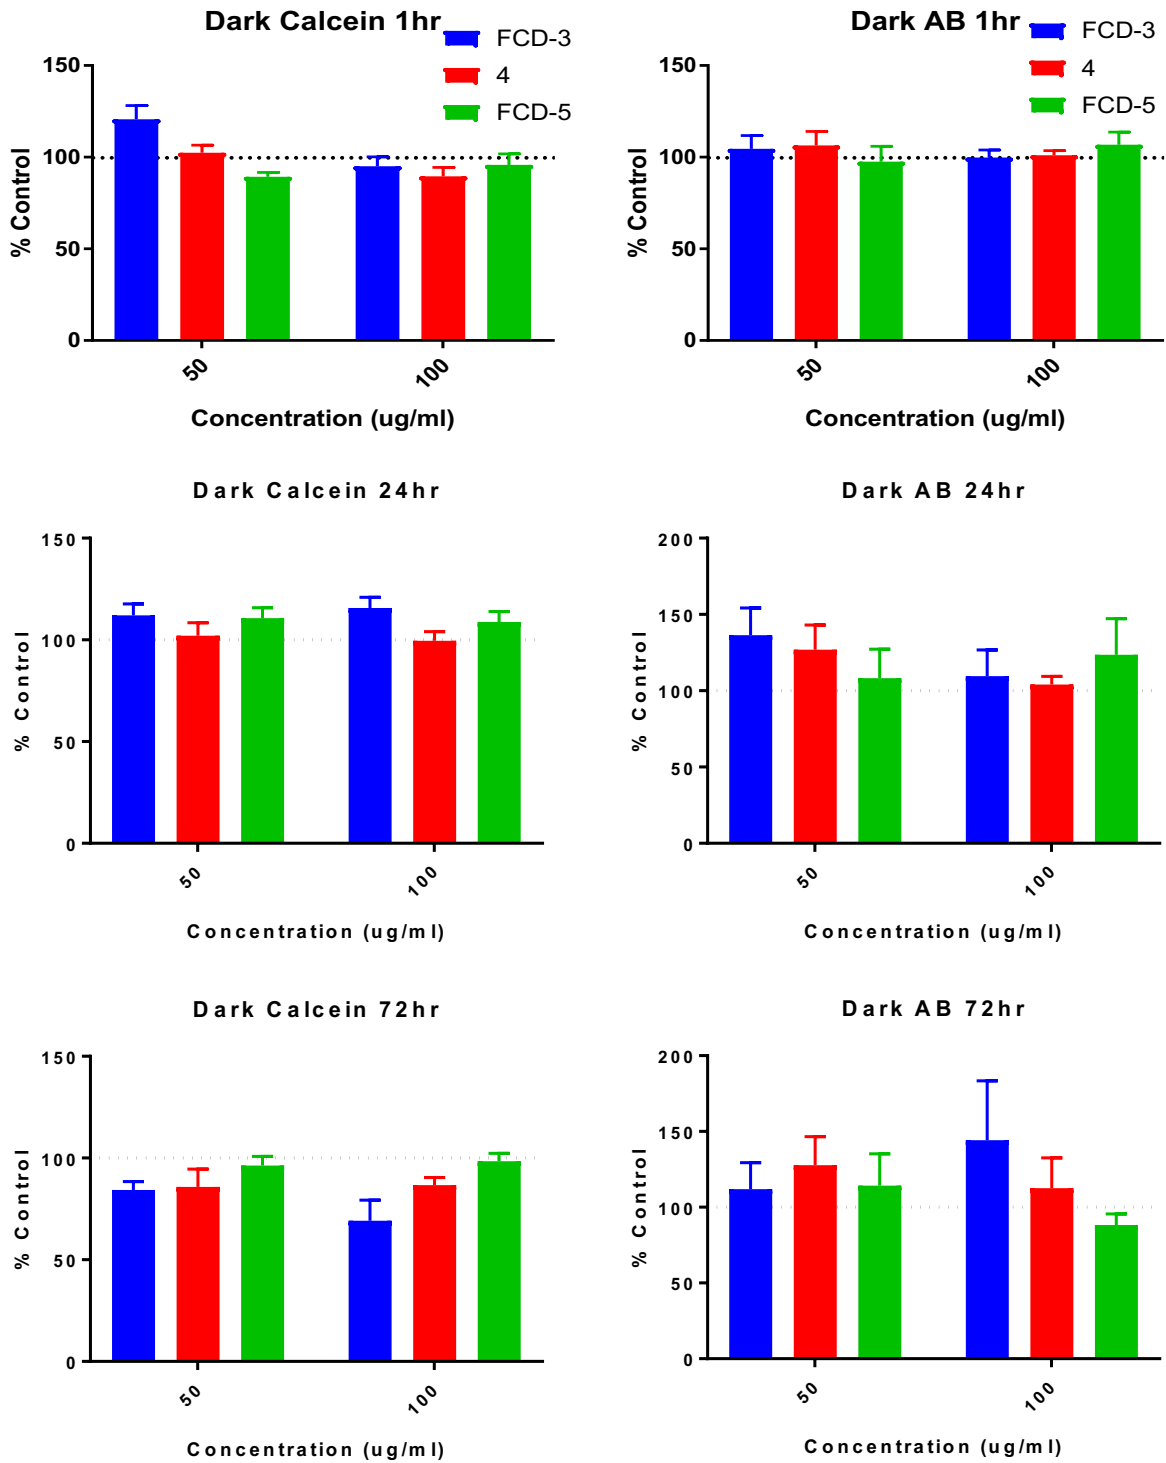 Dark Calcein 1hr
FCD-3
4
FCD-5
150
100
50
0
% Control
50
100
Concentration (ug/ml)
Dark AB 1hr
FCD-3
4
FCD-5
150
100
50
0
% Control
50
100
Concentration (ug/ml)
Dark Calcein 24hr
150
100
50
0
% Control
50
100
Concentration (ug/ml)
Dark AB 24hr
200
150
100
50
0
% Control
50
100
Concentration (ug/ml)
Dark Calcein 72hr
150
100
50
0
% Control
50
100
Concentration (ug/ml)
Dark AB 72hr
200
150
100
50
0
% Control
50
100
Concentration (ug/ml)